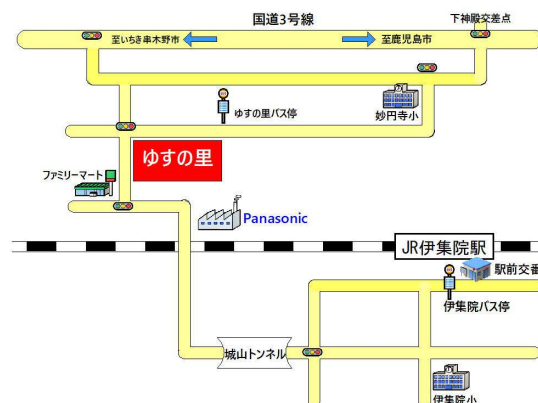 国道3号線
下神殿交差点
至いちき串木野市
至鹿児島市
ゆすの里バス停
妙円寺小
ゆすの里
ファミリーマート
Panasonic
JR伊集院駅
駅前交番
伊集院バス停
城山トンネル
伊集院小